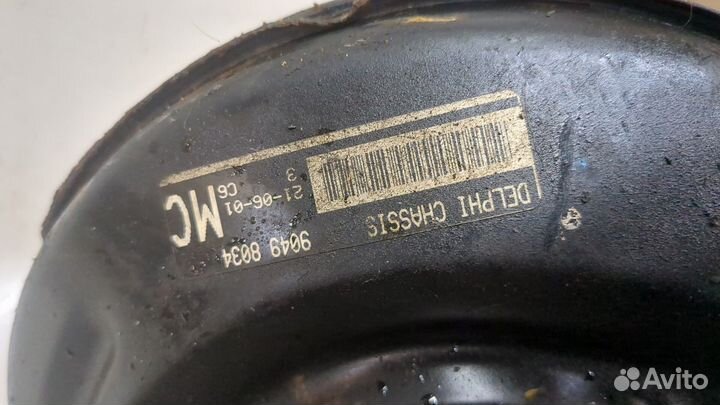 DELPHI CHASSIS
9049 8034
3
21-06-01
C6
MC
Avito